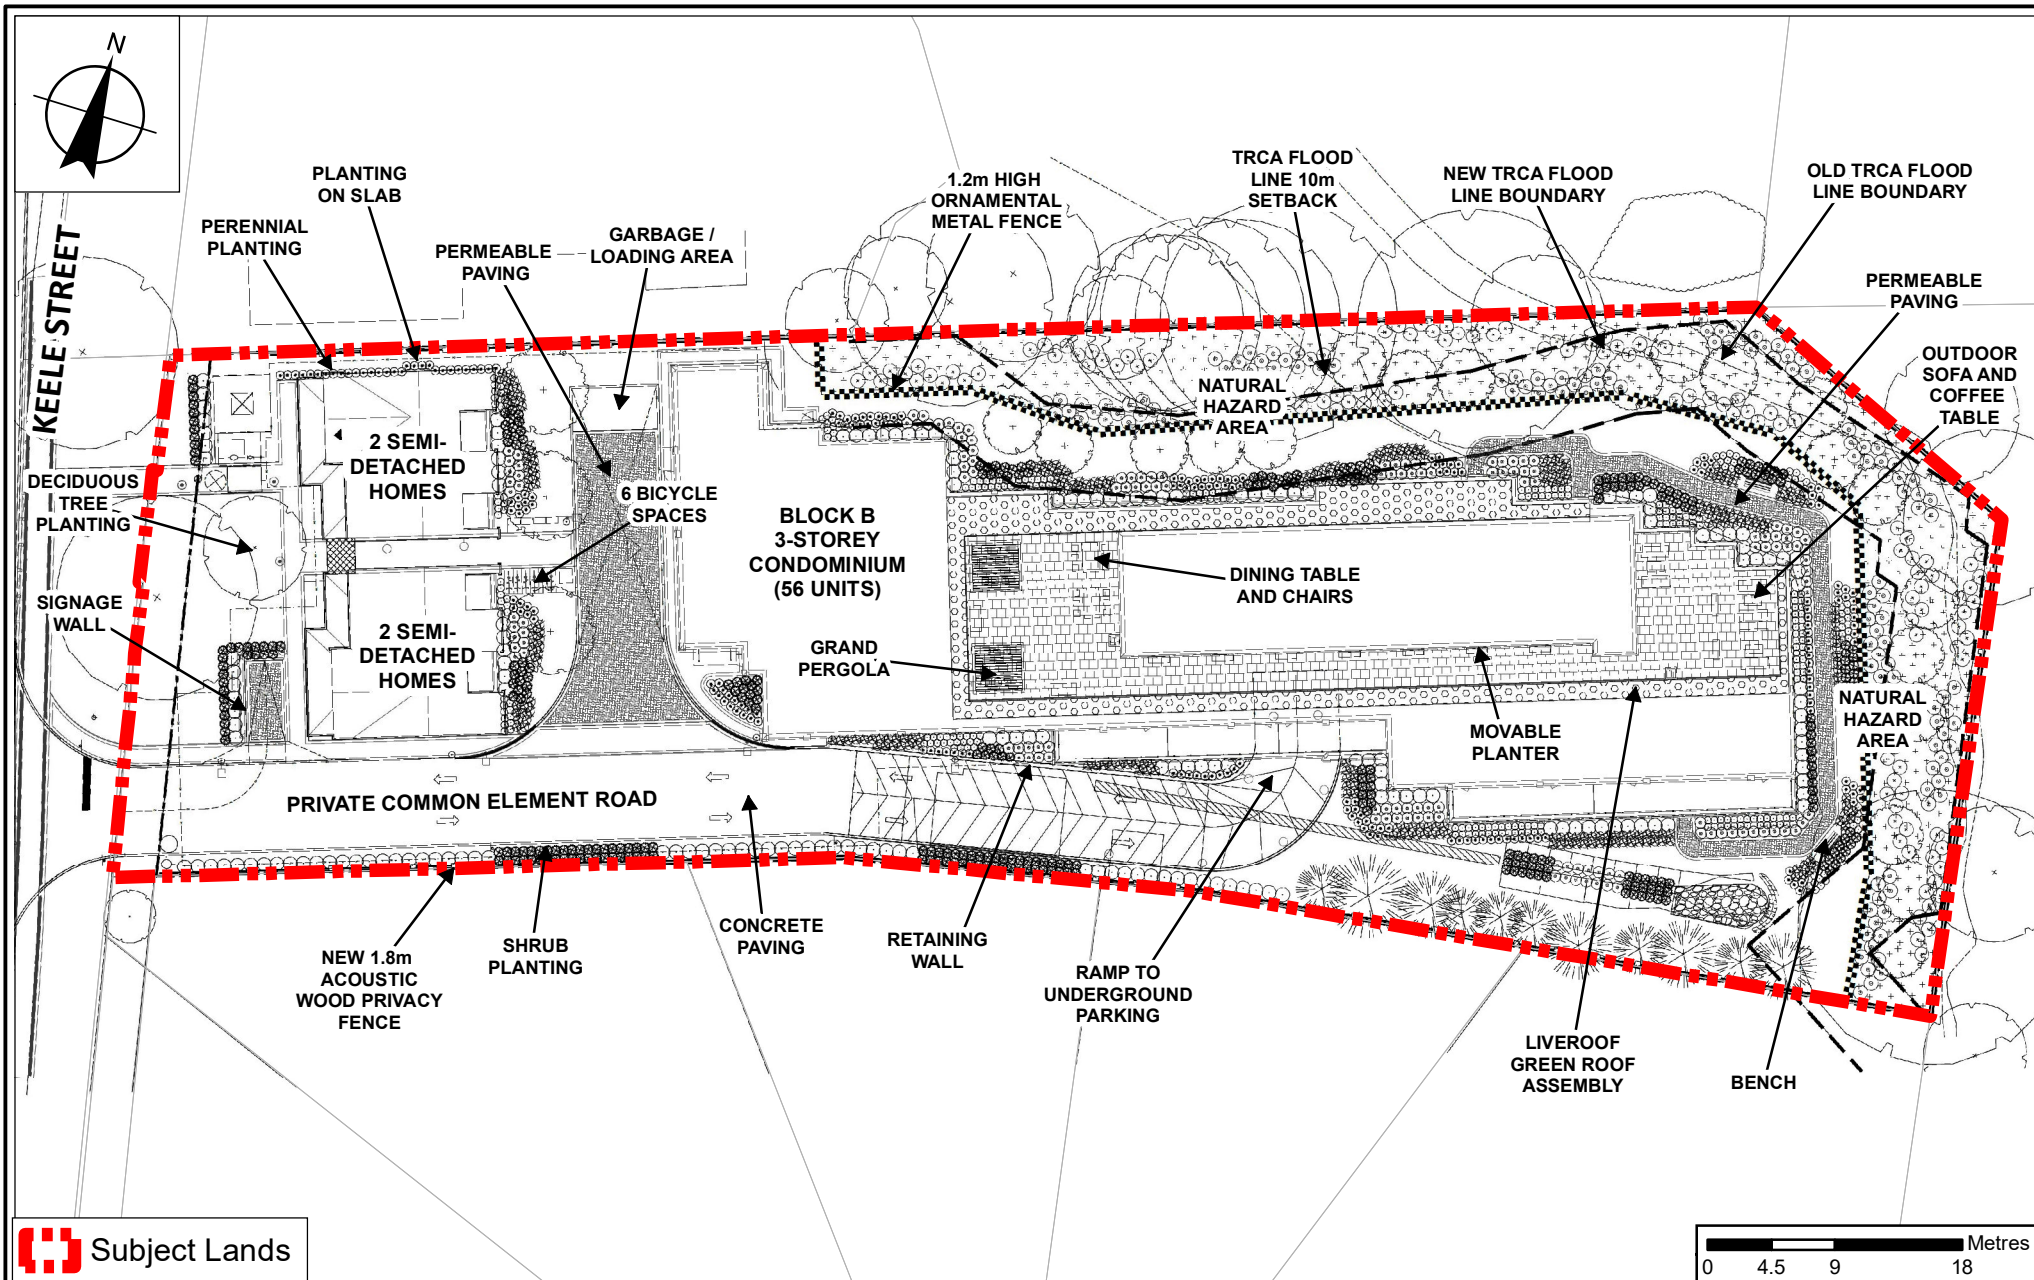 N
KEELE STREET
PERENNIAL
PLANTING
PLANTING
ON SLAB
PERMEABLE
PAVING
GARBAGE /
LOADING AREA
1.2m HIGH
ORNAMENTAL
METAL FENCE
TRCA FLOOD
LINE 10m
SETBACK
NEW TRCA FLOOD
LINE BOUNDARY
OLD TRCA FLOOD
LINE BOUNDARY
PERMEABLE
PAVING
OUTDOOR
SOFA AND
COFFEE
TABLE
NATURAL
HAZARD
AREA
2 SEMI-
DETACHED
HOMES
DECIDUOUS
TREE
PLANTING
6 BICYCLE
SPACES
BLOCK B
3-STOREY
CONDOMINIUM
(56 UNITS)
DINING TABLE
AND CHAIRS
SIGNAGE
WALL
2 SEMI-
DETACHED
HOMES
GRAND
PERGOLA
MOVABLE
PLANTER
NATURAL
HAZARD
AREA
PRIVATE COMMON ELEMENT ROAD
NEW 1.8m
ACOUSTIC
WOOD PRIVACY
FENCE
SHRUB
PLANTING
CONCRETE
PAVING
RETAINING
WALL
RAMP TO
UNDERGROUND
PARKING
LIVEROOF
GREEN ROOF
ASSEMBLY
BENCH
Subject Lands
Metres
0 4.5 9 18